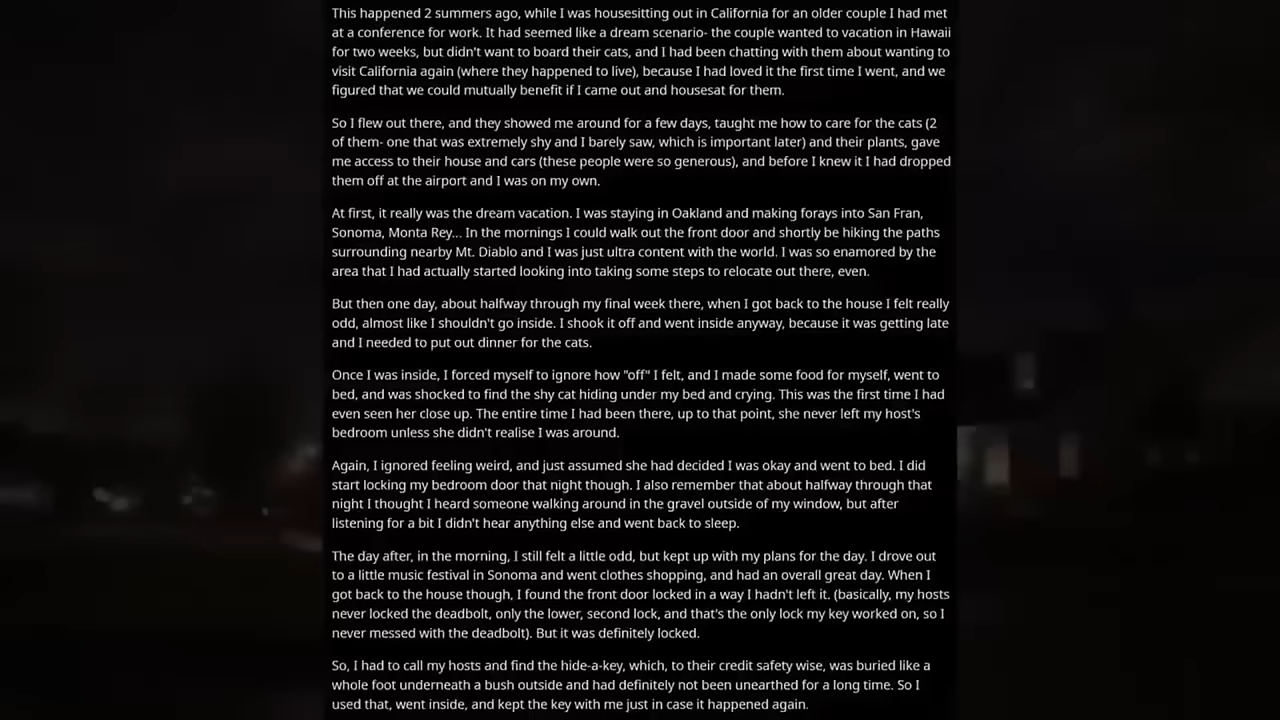 This happened 2 summers ago, while I was housesitting out in California for an older couple I had met
at a conference for work. It had seemed like a dream scenario- the couple wanted to vacation in Hawaii
for two weeks, but didn't want to board their cats, and I had been chatting with them about wanting to
visit California again (where they happened to live), because I had loved it the first time I went, and we
figured that we could mutually benefit if I came out and housesat for them.
So I flew out there, and they showed me around for a few days, taught me how to care for the cats (2
of them- one that was extremely shy and I barely saw, which is important later) and their plants, gave
me access to their house and cars (these people were so generous), and before I knew it I had dropped
them off at the airport and I was on my own.
At first, it really was the dream vacation. I was staying in Oakland and making forays into San Fran,
Sonoma, Monta Rey... In the mornings I could walk out the front door and shortly be hiking the paths
surrounding nearby Mt. Diablo and I was just ultra content with the world. I was so enamored by the
area that I had actually started looking into taking some steps to relocate out there, even.
But then one day, about halfway through my final week there, when I got back to the house I felt really
odd, almost like I shouldn't go inside. I shook it off and went inside anyway, because it was getting late
and I needed to put out dinner for the cats.
Once I was inside, I forced myself to ignore how "off" I felt, and I made some food for myself, went to
bed, and was shocked to find the shy cat hiding under my bed and crying. This was the first time I had
even seen her close up. The entire time I had been there, up to that point, she never left my host's
bedroom unless she didn't realise I was around.
Again, I ignored feeling weird, and just assumed she had decided I was okay and went to bed. I did
start locking my bedroom door that night though. I also remember that about halfway through that
night I thought I heard someone walking around in the gravel outside of my window, but after
listening for a bit I didn't hear anything else and went back to sleep.
The day after, in the morning, I still felt a little odd, but kept up with my plans for the day. I drove out
to a little music festival in Sonoma and went clothes shopping, and had an overall great day. When I
got back to the house though, I found the front door locked in a way I hadn't left it. (basically, my hosts
never locked the deadbolt, only the lower, second lock, and that's the only lock my key worked on, so I
never messed with the deadbolt). But it was definitely locked.
So, I had to call my hosts and find the hide-a-key, which, to their credit safety wise, was buried like a
whole foot underneath a bush outside and had definitely not been unearthed for a long time. So I
used that, went inside, and kept the key with me just in case it happened again.